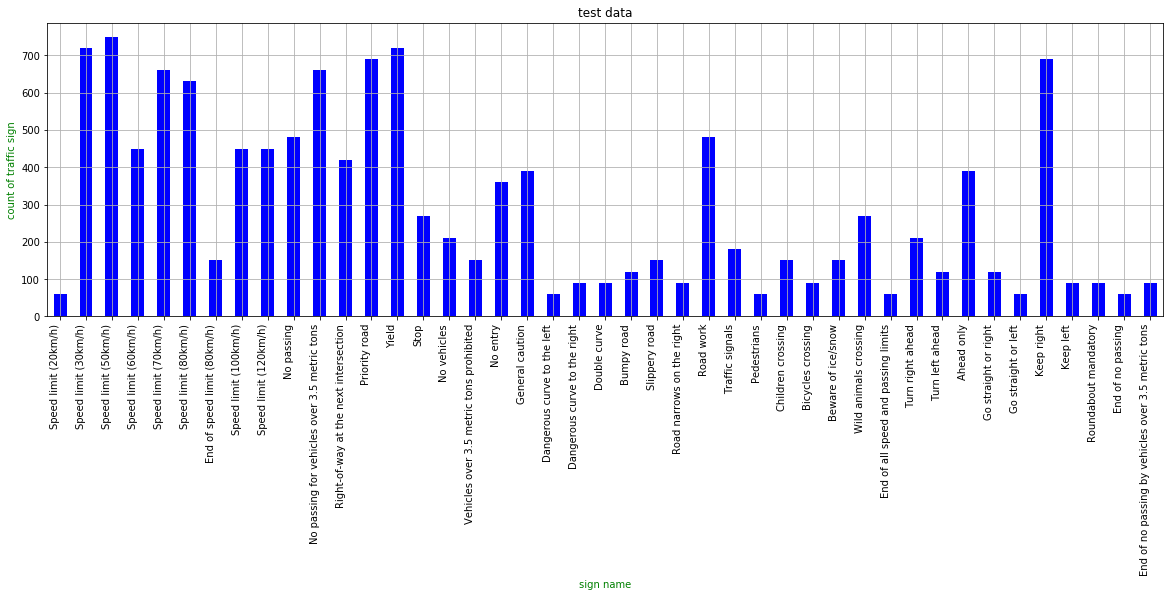 test data
count of traffic sign
700
600
500
400
300
200
100
0
Speed limit (20km/h)
Speed limit (30km/h)
Speed limit (50km/h)
Speed limit (60km/h)
Speed limit (70km/h)
Speed limit (80km/h)
End of speed limit (80km/h)
Speed limit (100km/h)
Speed limit (120km/h)
No passing
No passing for vehicles over 3.5 metric tons
Right-of-way at the next intersection
Priority road
Yield
Stop
No vehicles
Vehicles over 3.5 metric tons prohibited
No entry
General caution
Dangerous curve to the left
Dangerous curve to the right
Double curve
Bumpy road
Slippery road
Road narrows on the right
Road work
Traffic signals
Pedestrians
Children crossing
Bicycles crossing
Beware of ice/snow
Wild animals crossing
End of all speed and passing limits
Turn right ahead
Turn left ahead
Ahead only
Go straight or right
Go straight or left
Keep right
Keep left
Roundabout mandatory
End of no passing
End of no passing by vehicles over 3.5 metric tons
sign name